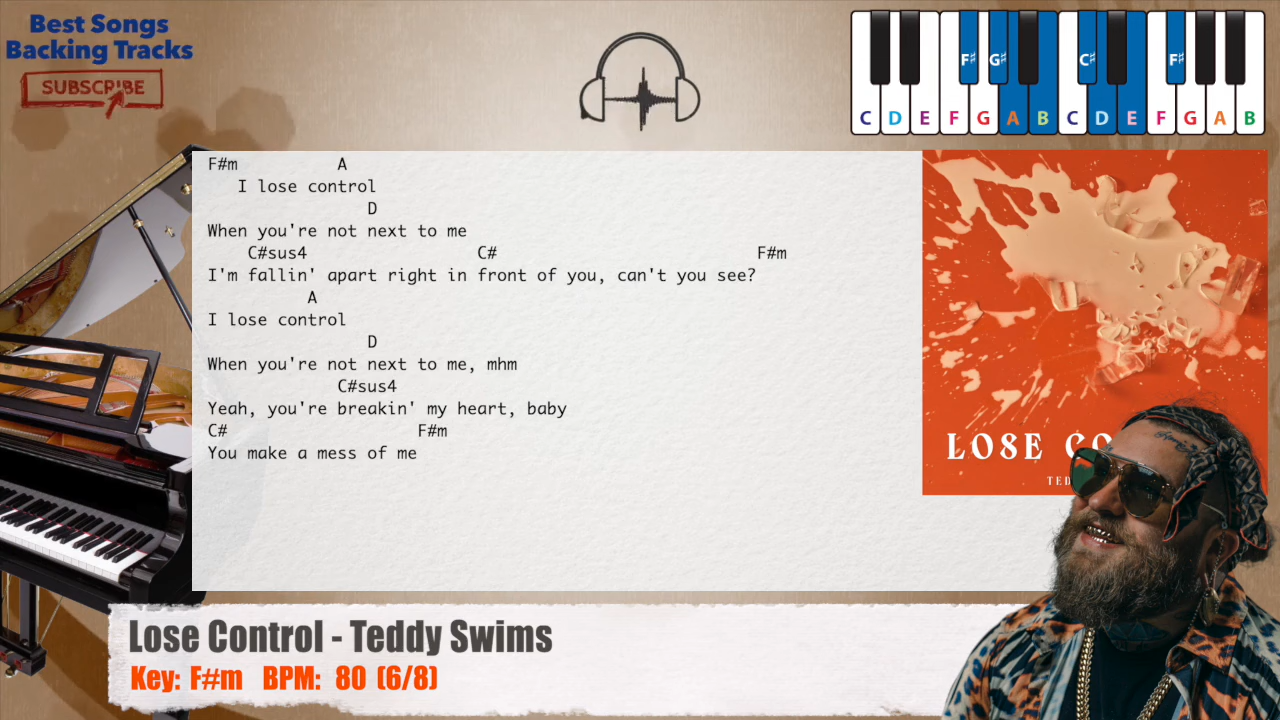 Best Songs
Backing Tracks
SUBSCRIBE
F♯ G♯ C♯ F♯
C D E F G A B C D E F G A B
F#m A
I lose control
D
When you're not next to me
C#sus4 C# F#m
I'm fallin' apart right in front of you, can't you see?
A
I lose control
D
When you're not next to me, mhm
C#sus4
Yeah, you're breakin' my heart, baby
C# F#m
You make a mess of me
LOSE CO
TED
Lose Control - Teddy Swims
Key: F#m BPM: 80 (6/8)